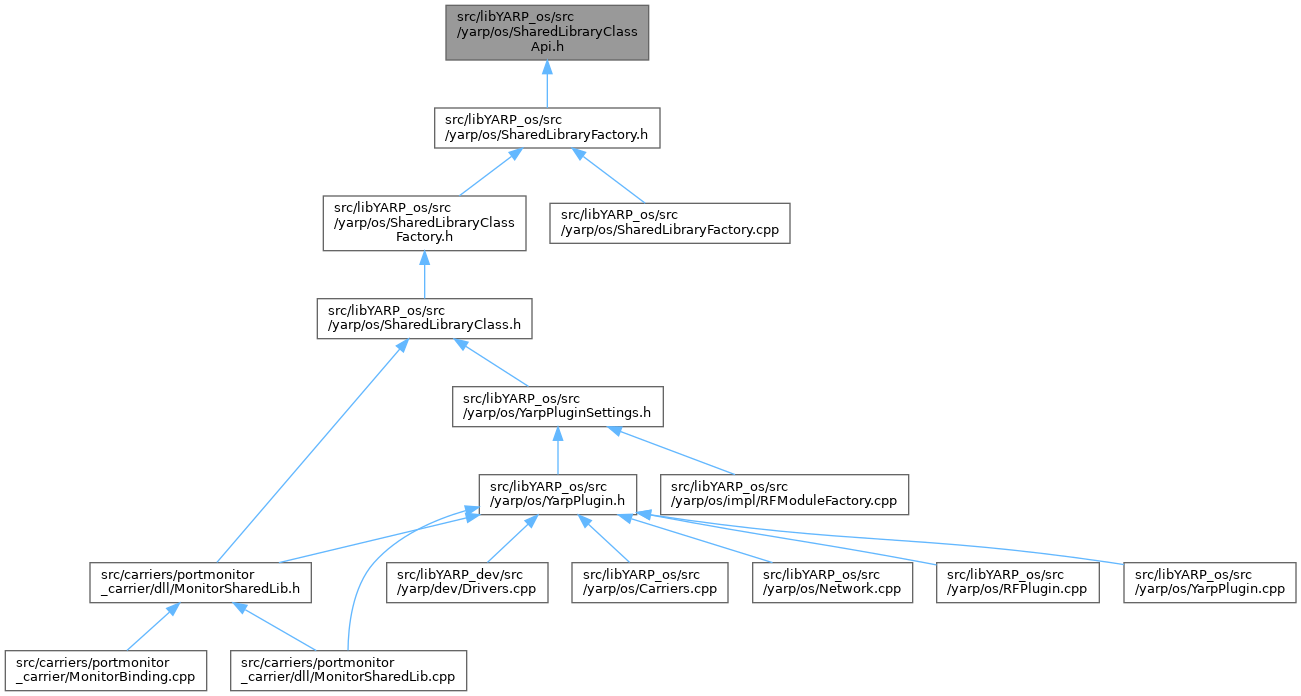 src/libYARP_os/src
/yarp/os/SharedLibraryClass
Api.h
src/libYARP_os/src
/yarp/os/SharedLibraryFactory.h
src/libYARP_os/src
/yarp/os/SharedLibraryClass
Factory.h
src/libYARP_os/src
/yarp/os/SharedLibraryFactory.cpp
src/libYARP_os/src
/yarp/os/SharedLibraryClass.h
src/libYARP_os/src
/yarp/os/YarpPluginSettings.h
src/libYARP_os/src
/yarp/os/YarpPlugin.h
src/libYARP_os/src
/yarp/os/impl/RFModuleFactory.cpp
src/carriers/portmonitor
_carrier/dll/MonitorSharedLib.h
src/libYARP_dev/src
/yarp/dev/Drivers.cpp
src/libYARP_os/src
/yarp/os/Carriers.cpp
src/libYARP_os/src
/yarp/os/Network.cpp
src/libYARP_os/src
/yarp/os/RFPlugin.cpp
src/libYARP_os/src
/yarp/os/YarpPlugin.cpp
src/carriers/portmonitor
_carrier/MonitorBinding.cpp
src/carriers/portmonitor
_carrier/dll/MonitorSharedLib.cpp